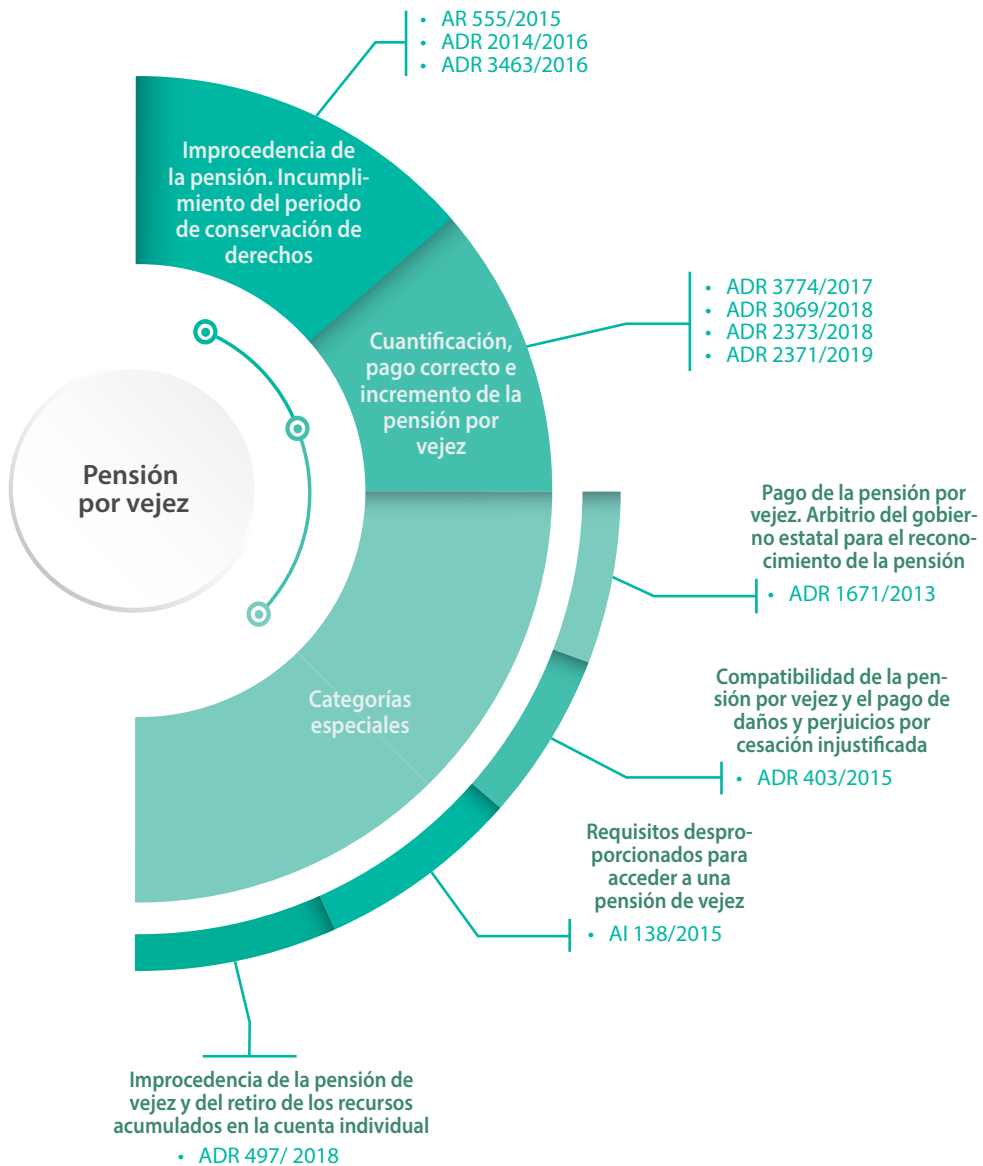 • AR 555/2015
• ADR 2014/2016
• ADR 3463/2016
Improcedencia de
la pensión. Incumpli-
miento del periodo
de conservación de
derechos
• ADR 3774/2017
• ADR 3069/2018
• ADR 2373/2018
• ADR 2371/2019
Cuantificación,
pago correcto e
incremento de la
pensión por
vejez
Pensión
por vejez
Pago de la pensión por
vejez. Arbitrio del gobier-
no estatal para el recono-
cimiento de la pensión
• ADR 1671/2013
Categorías
especiales
Compatibilidad de la pen-
sión por vejez y el pago de
daños y perjuicios por
cesación injustificada
• ADR 403/2015
Requisitos despro-
porcionados para
acceder a una
pensión de vejez
• AI 138/2015
Improcedencia de la pensión de
vejez y del retiro de los recursos
acumulados en la cuenta individual
• ADR 497/ 2018